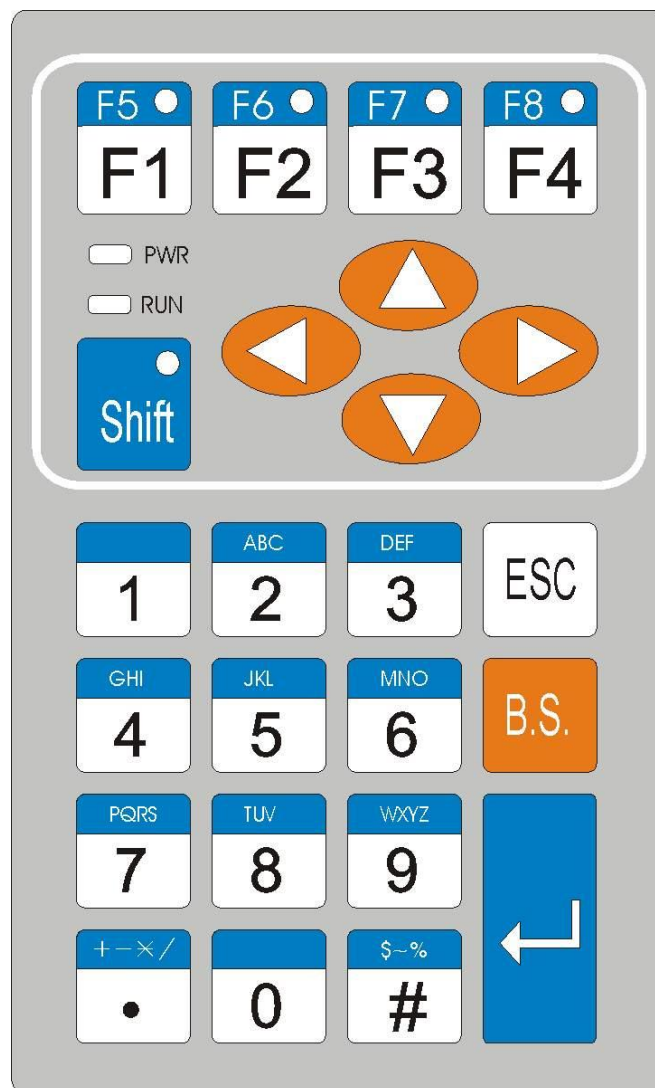 F5 F6 F7 F8
F1 F2 F3 F4
PWR
RUN
Shift
ABC DEF
1 2 3 ESC
GHI JKL MNO
4 5 6 B.S.
PQRS TUV WXYZ
7 8 9
+-×/ $~%
• 0 #